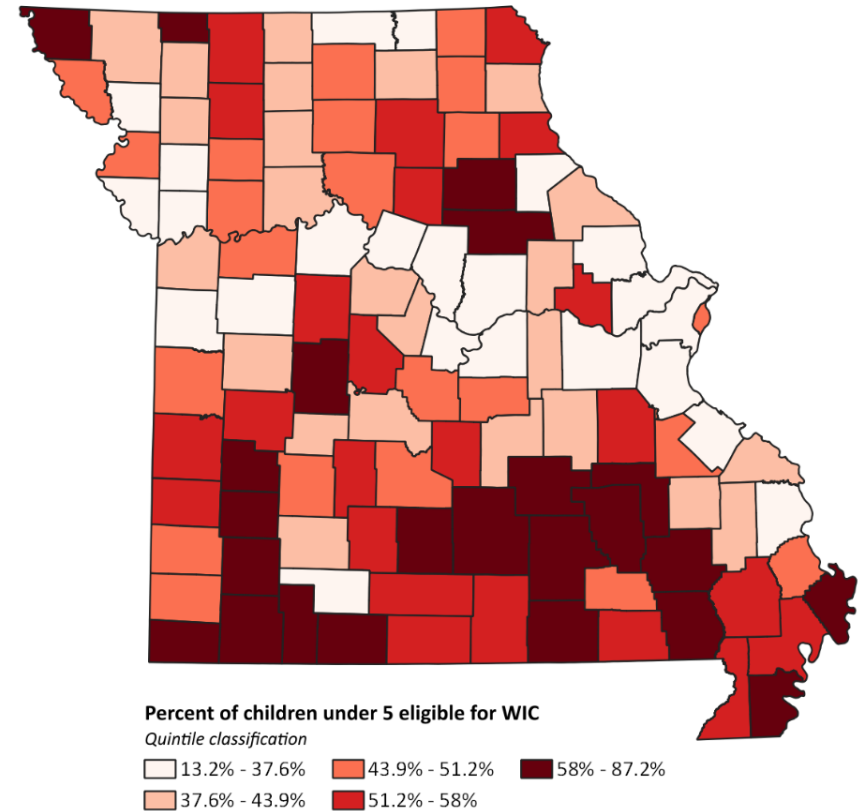 Percent of children under 5 eligible for WIC
Quintile classification
13.2% - 37.6% 43.9% - 51.2% 58% - 87.2%
37.6% - 43.9% 51.2% - 58%